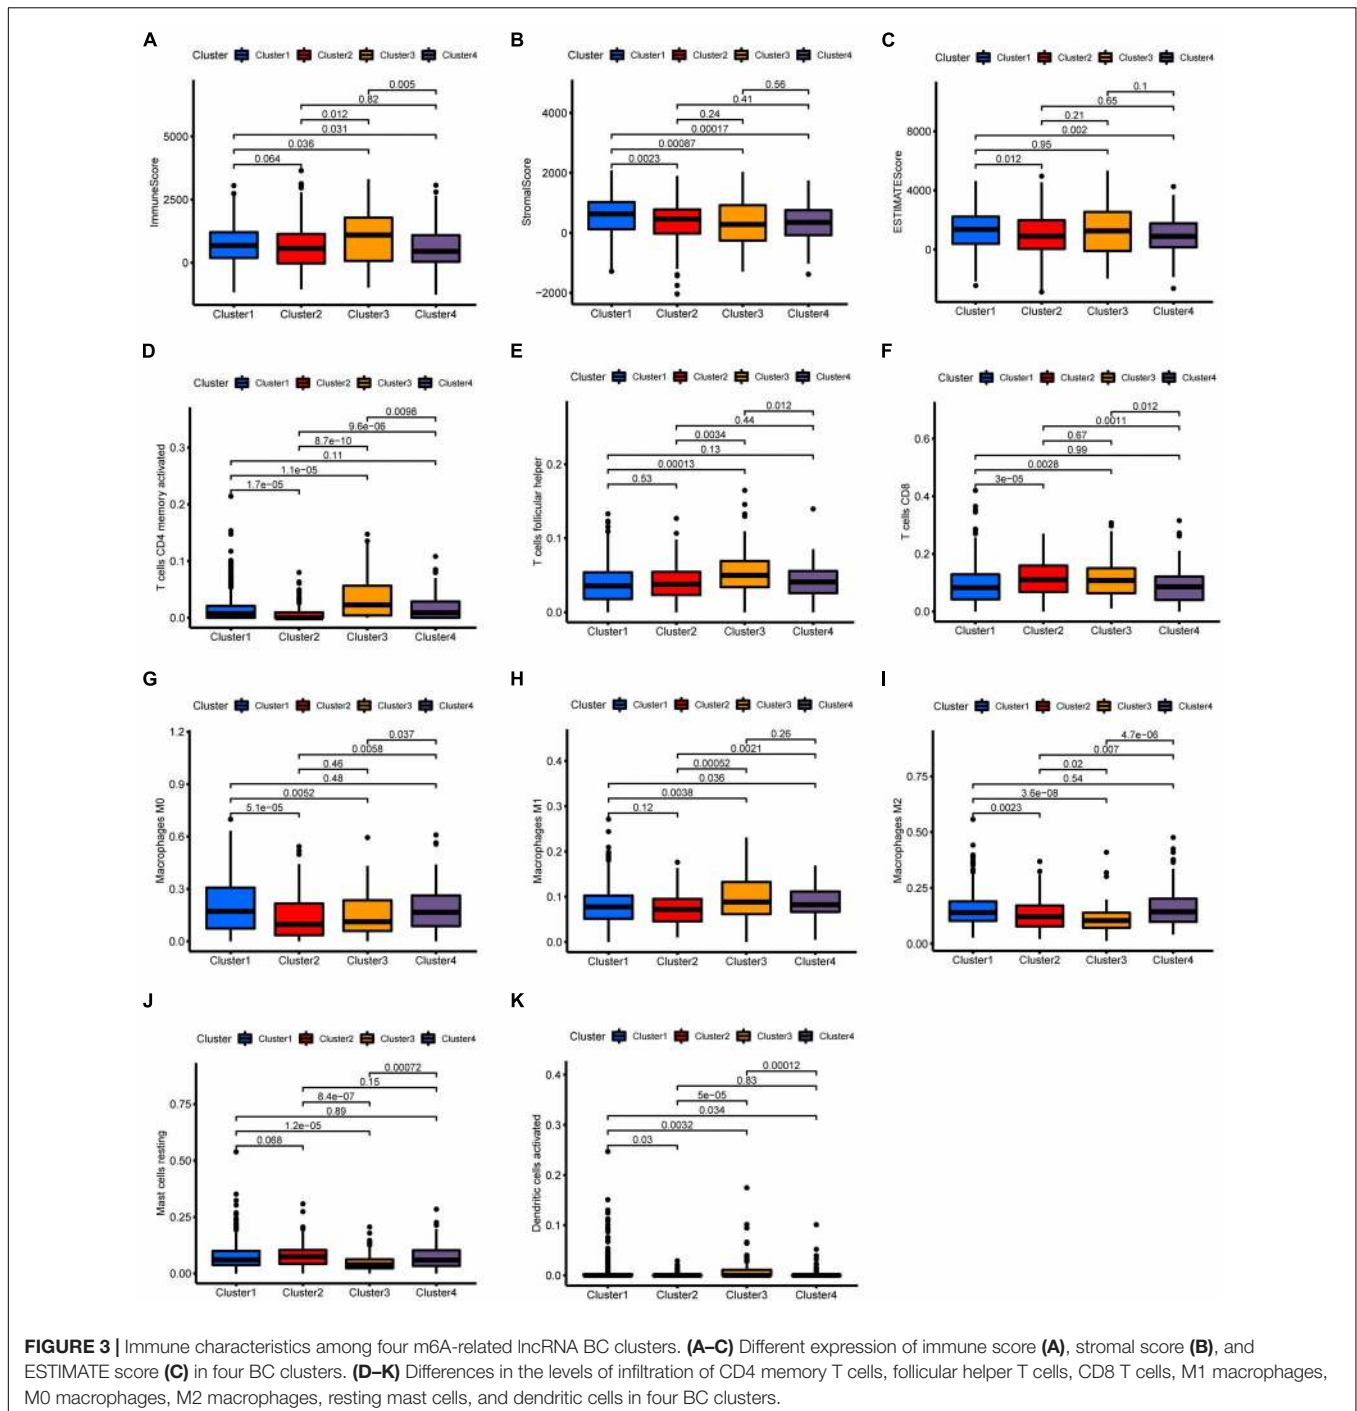 A
Cluster Cluster1 Cluster2 Cluster3 Cluster4
0.005
0.82
0.012
0.031
0.036
0.064
ImmuneScore
5000
2500
0
Cluster1 Cluster2 Cluster3 Cluster4
B
Cluster Cluster1 Cluster2 Cluster3 Cluster4
0.56
0.41
0.24
0.00017
0.00087
0.0023
StromalScore
4000
2000
0
−2000
Cluster1 Cluster2 Cluster3 Cluster4
C
Cluster Cluster1 Cluster2 Cluster3 Cluster4
0.1
0.65
0.21
0.002
0.95
0.012
ESTIMATEScore
8000
4000
0
Cluster1 Cluster2 Cluster3 Cluster4
D
Cluster Cluster1 Cluster2 Cluster3 Cluster4
0.0098
9.6e−06
8.7e−10
0.11
1.1e−05
1.7e−05
T cells CD4 memory activated
0.3
0.2
0.1
0.0
Cluster1 Cluster2 Cluster3 Cluster4
E
Cluster Cluster1 Cluster2 Cluster3 Cluster4
0.012
0.44
0.0034
0.13
0.00013
0.53
T cells follicular helper
0.2
0.1
0.0
Cluster1 Cluster2 Cluster3 Cluster4
F
Cluster Cluster1 Cluster2 Cluster3 Cluster4
0.012
0.0011
0.67
0.99
0.0028
3e−05
T cells CD8
0.6
0.4
0.2
0.0
Cluster1 Cluster2 Cluster3 Cluster4
G
Cluster Cluster1 Cluster2 Cluster3 Cluster4
0.037
0.0058
0.46
0.48
0.0052
5.1e−05
Macrophages M0
1.2
0.9
0.6
0.3
0.0
Cluster1 Cluster2 Cluster3 Cluster4
H
Cluster Cluster1 Cluster2 Cluster3 Cluster4
0.26
0.0021
0.00052
0.036
0.0038
0.12
Macrophages M1
0.4
0.3
0.2
0.1
0.0
Cluster1 Cluster2 Cluster3 Cluster4
I
Cluster Cluster1 Cluster2 Cluster3 Cluster4
4.7e−06
0.007
0.02
0.54
3.6e−08
0.0023
Macrophages M2
0.75
0.50
0.25
0.00
Cluster1 Cluster2 Cluster3 Cluster4
J
Cluster Cluster1 Cluster2 Cluster3 Cluster4
0.00072
0.15
8.4e−07
0.89
1.2e−05
0.068
Mast cells resting
0.75
0.50
0.25
0.00
Cluster1 Cluster2 Cluster3 Cluster4
K
Cluster Cluster1 Cluster2 Cluster3 Cluster4
0.00012
0.83
5e−05
0.034
0.0032
0.03
Dendritic cells activated
0.4
0.3
0.2
0.1
0.0
Cluster1 Cluster2 Cluster3 Cluster4
FIGURE 3 | Immune characteristics among four m6A-related lncRNA BC clusters. (A–C) Different expression of immune score (A), stromal score (B), and
ESTIMATE score (C) in four BC clusters. (D–K) Differences in the levels of infiltration of CD4 memory T cells, follicular helper T cells, CD8 T cells, M1 macrophages,
M0 macrophages, M2 macrophages, resting mast cells, and dendritic cells in four BC clusters.